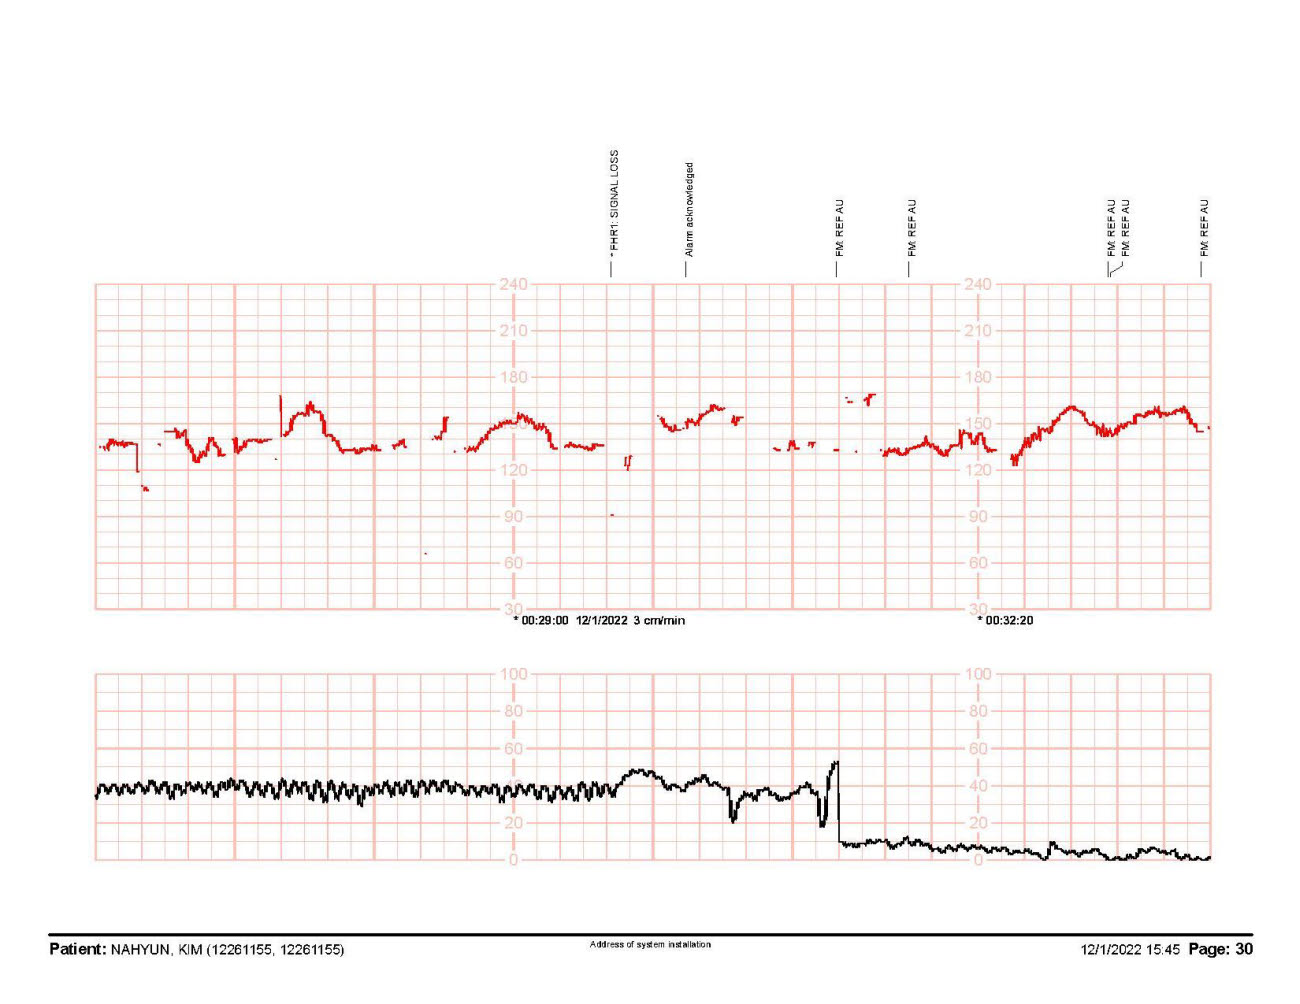 * FHR1: SIGNAL LOSS
Alarm acknowledged
FM: REF AU
FM: REF AU
FM: REF AU
FM: REF AU
FM: REF AU
240 240
210 210
180 180
150 150
120 120
90 90
60 60
30 30
* 00:29:00 12/1/2022 3 cm/min * 00:32:20
100 100
80 80
60 60
40 40
20 20
0 0
Patient: NAHYUN, KIM (12261155, 12261155) Address of system installation 12/1/2022 15:45 Page: 30